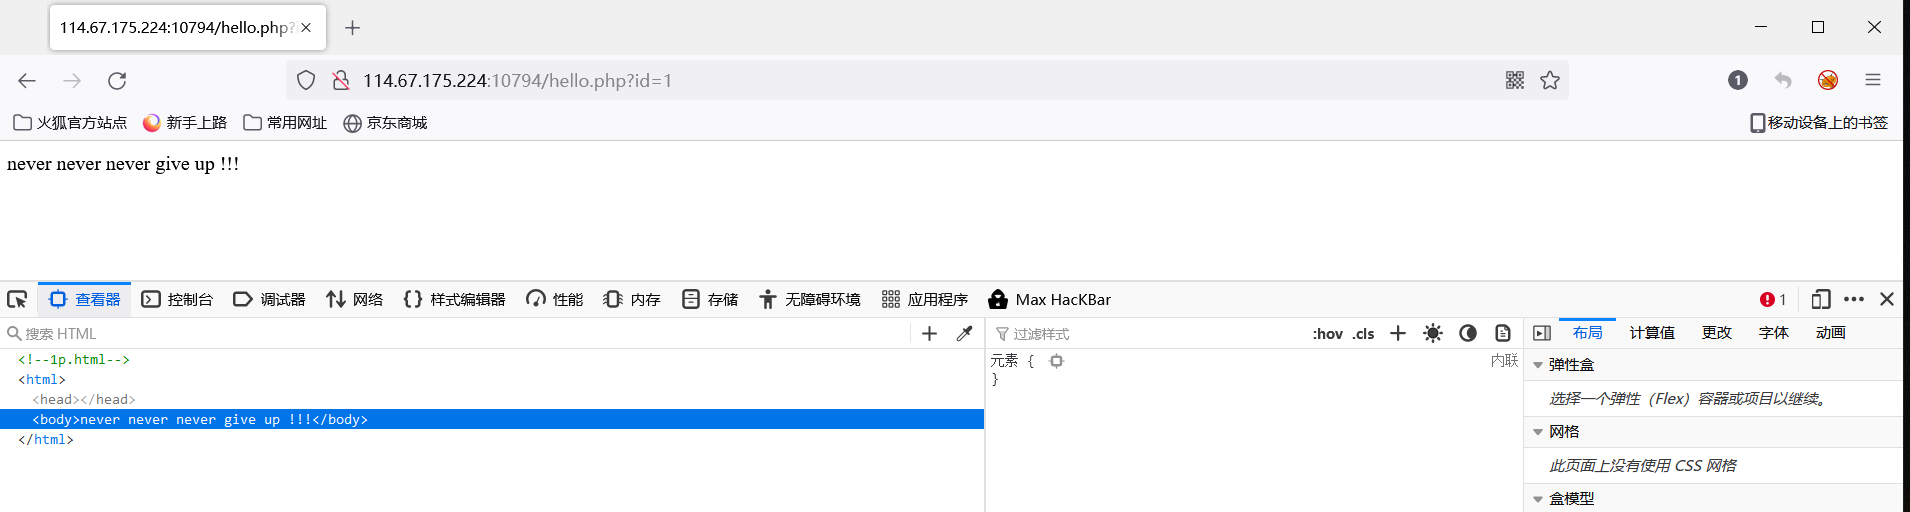 114.67.175.224:10794/hello.php?i
114.67.175.224:10794/hello.php?id=1
1
火狐官方站点 新手上路 常用网址 京东商城 移动设备上的书签
never never never give up !!!
查看器 控制台 调试器 网络 样式编辑器 性能 内存 存储 无障碍环境 应用程序 Max HacKBar 1
搜索 HTML
过滤样式 :hov .cls
布局 计算值 更改 字体 动画
<!--1p.html-->
<html>
<head></head>
<body>never never never give up !!!</body>
</html>
元素 { 内联
}
弹性盒
选择一个弹性（Flex）容器或项目以继续。
网格
此页面上没有使用 CSS 网格
盒模型